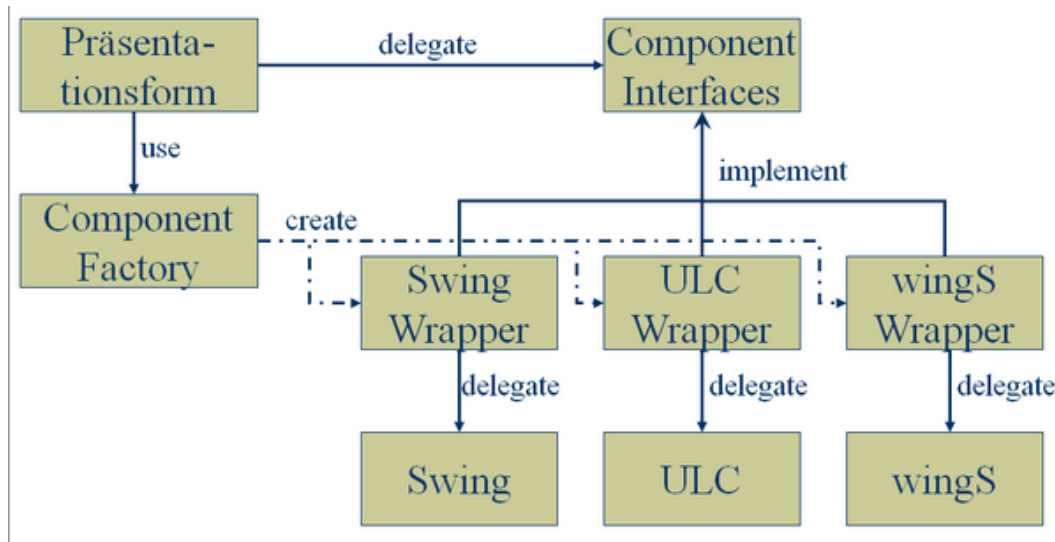 Präsenta-
tionsform
delegate
Component
Interfaces
use
implement
Component
Factory
create
Swing
Wrapper
ULC
Wrapper
wingS
Wrapper
delegate
delegate
delegate
Swing
ULC
wingS